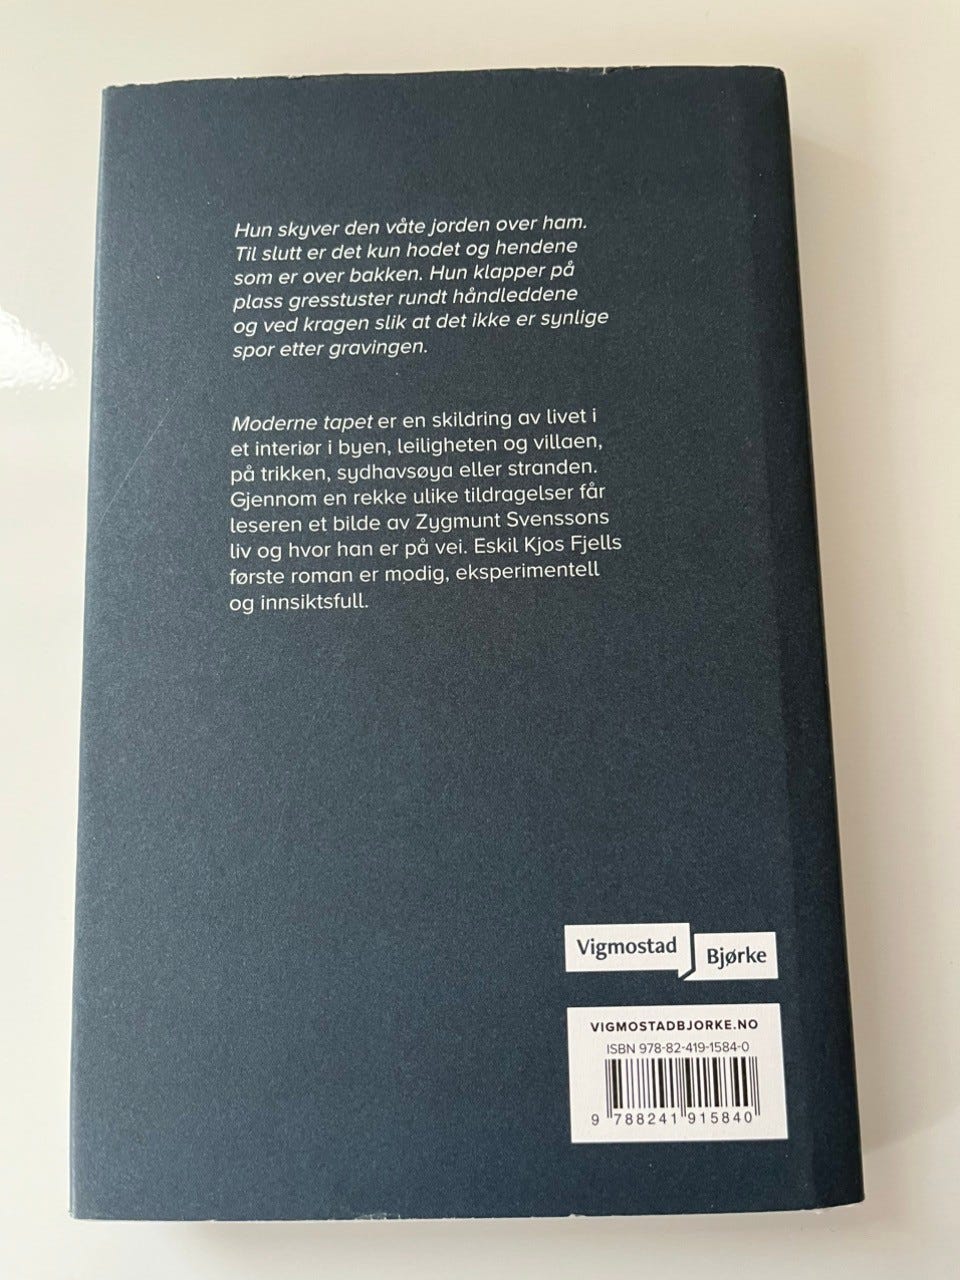 Hun skyver den våte jorden over ham.
Til slutt er det kun hodet og hendene
som er over bakken. Hun klapper på
plass gresstuster rundt håndleddene
og ved kragen slik at det ikke er synlige
spor etter gravingen.
Moderne tapet er en skildring av livet i
et interiør i byen, leiligheten og villaen,
på trikken, sydhavsøya eller stranden.
Gjennom en rekke ulike tildragelser får
leseren et bilde av Zygmunt Svenssons
liv og hvor han er på vei. Eskil Kjos Fjells
første roman er modig, eksperimentell
og innsiktsfull.
Vigmostad Bjørke
VIGMOSTADBJORKE.NO
ISBN 978-82-419-1584-0
9 788241 915840